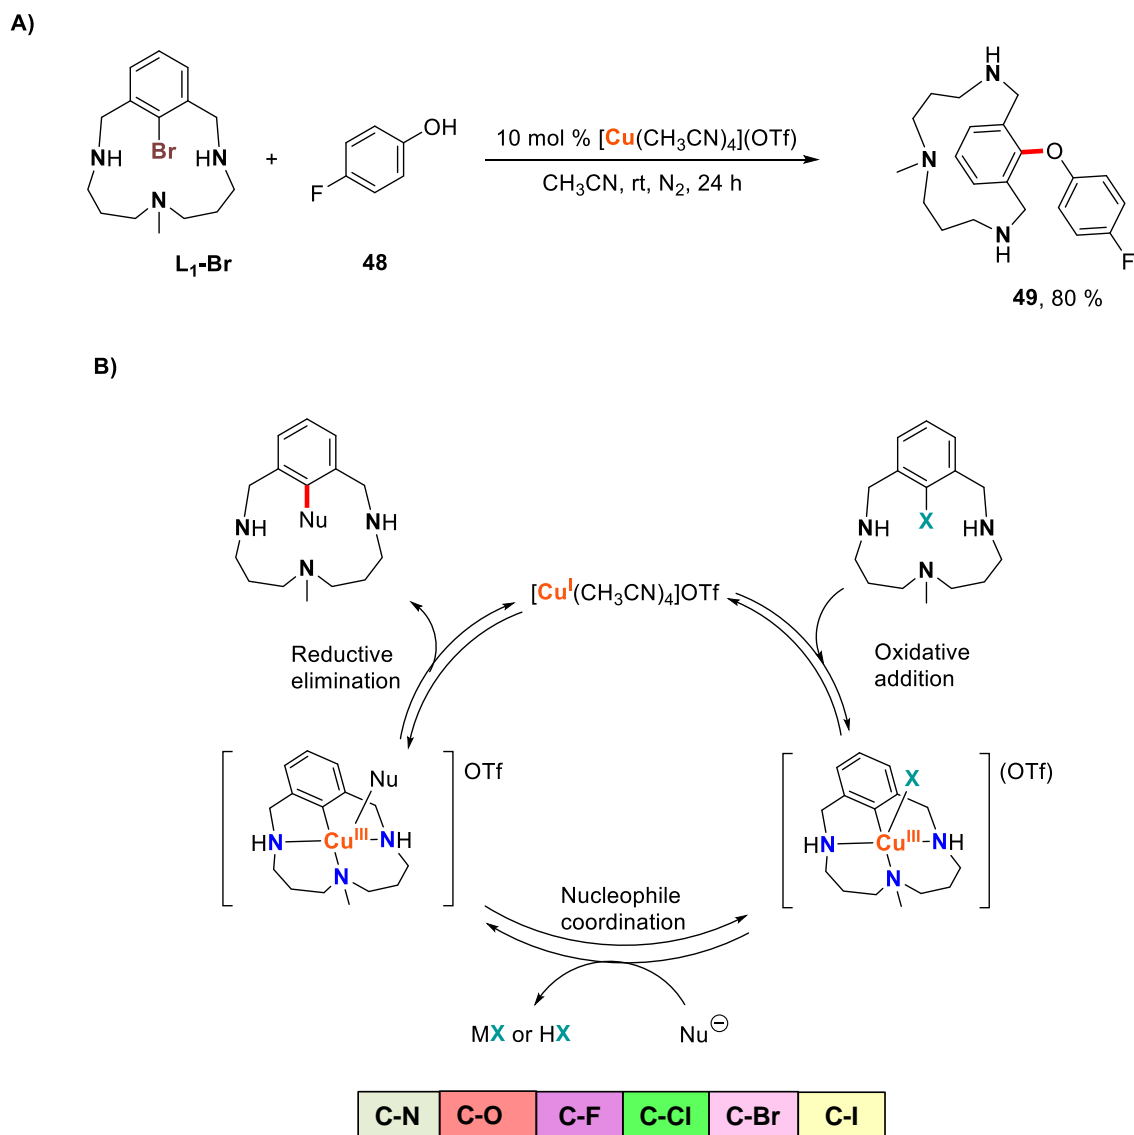 A)
Br
NH
HN
N
L₁-Br
+
OH
F
48
10 mol % [Cu(CH₃CN)₄](OTf)
CH₃CN, rt, N₂, 24 h
H
N
N
N
H
O
F
49, 80 %
B)
Nu
NH
NH
N
X
NH
HN
N
[Cuᴵ(CH₃CN)₄]OTf
Reductive
elimination
Oxidative
addition
Nu
HN
Cuᴵᴵᴵ
NH
N
OTf
X
HN
Cuᴵᴵᴵ
NH
N
(OTf)
Nucleophile
coordination
MX or HX
Nu⊖
C-N C-O C-F C-Cl C-Br C-I